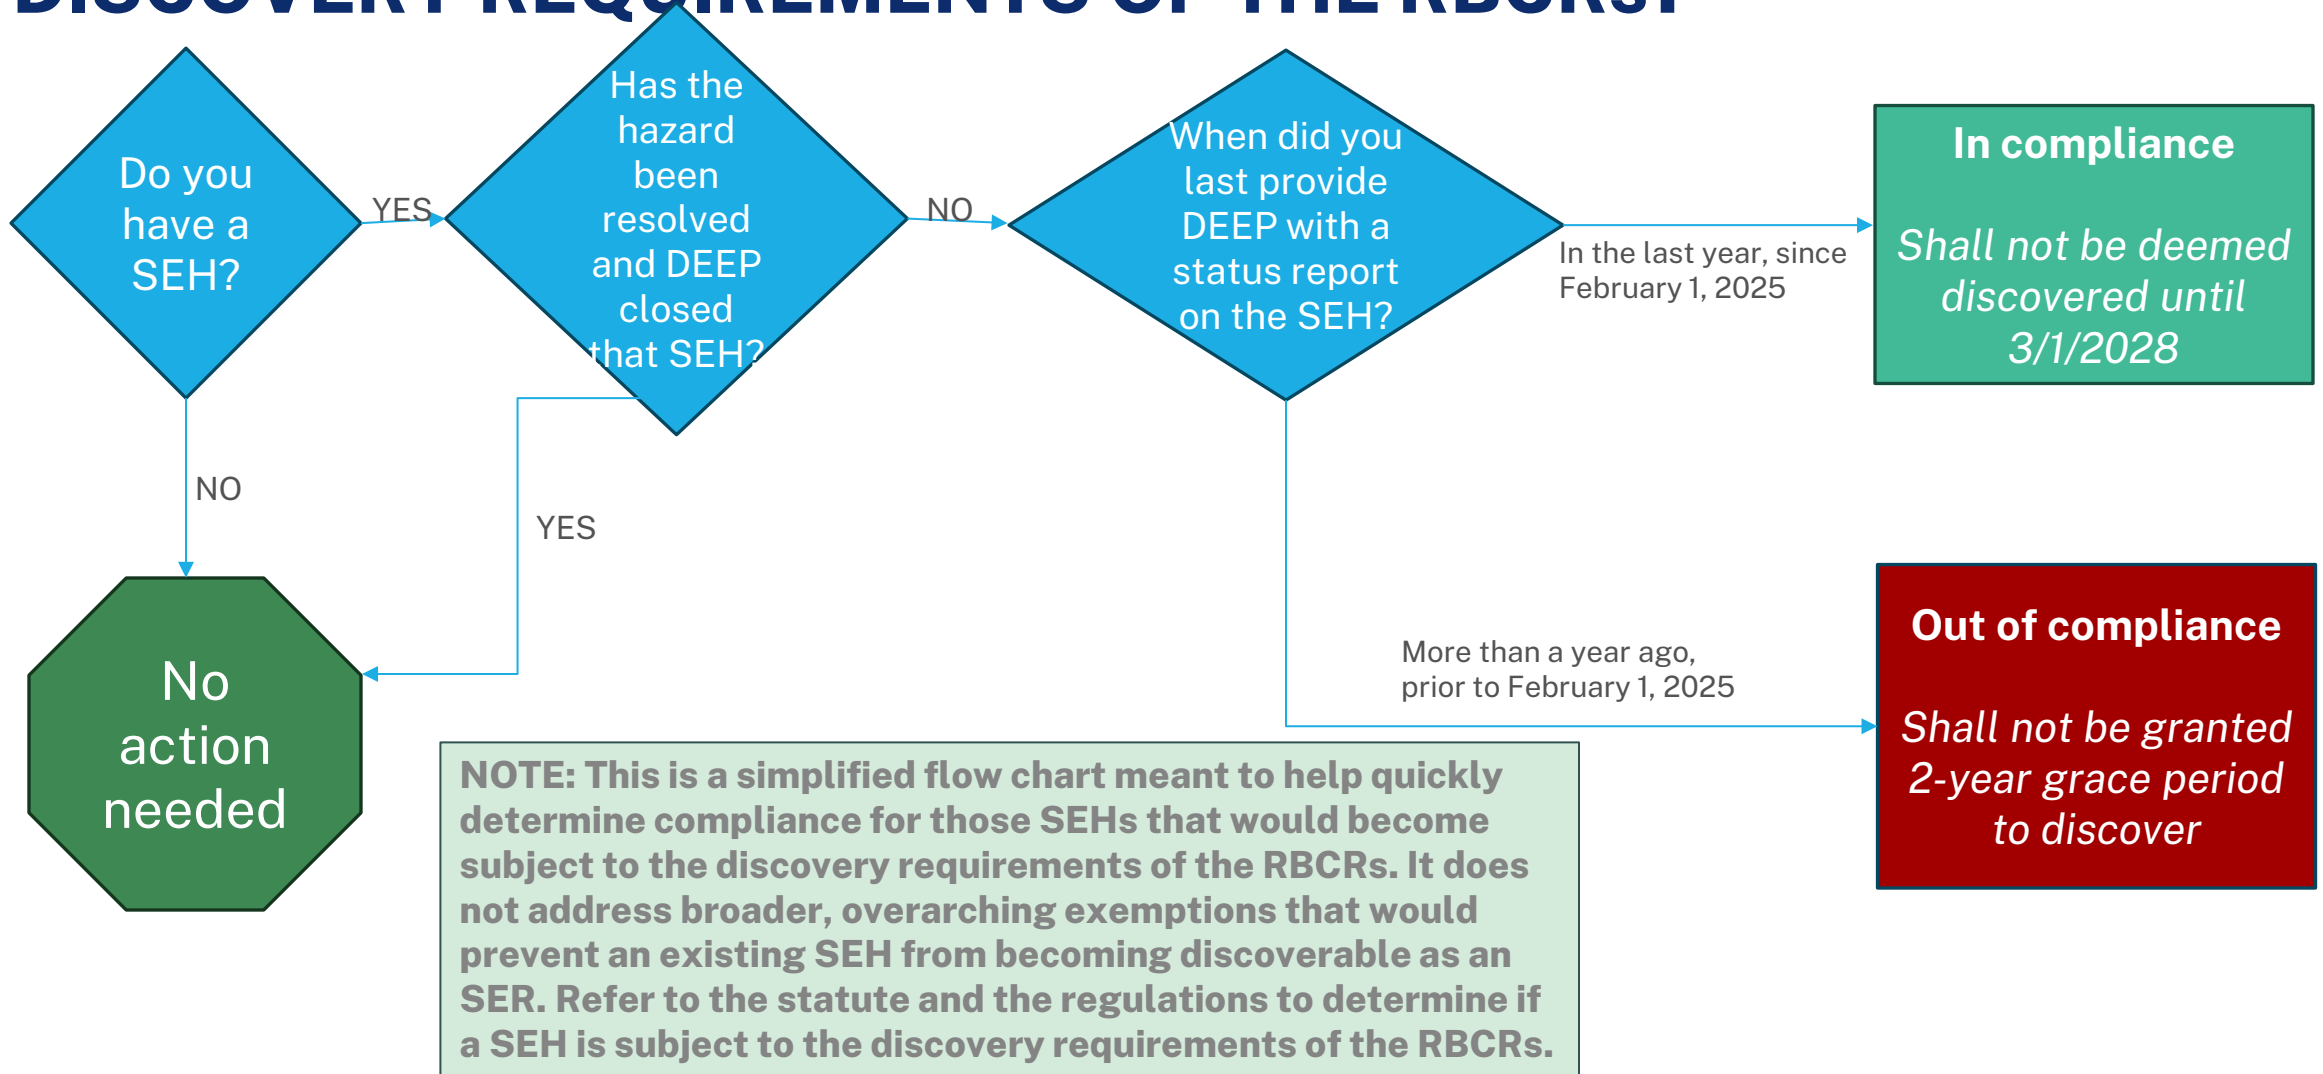 DISCOVERY REQUIREMENTS OF THE RBCRs?
Do you
have a
SEH?
YES
Has the
hazard
been
resolved
and DEEP
closed
that SEH?
NO
When did you
last provide
DEEP with a
status report
on the SEH?
In the last year, since
February 1, 2025
In compliance
Shall not be deemed
discovered until
3/1/2028
NO
YES
No
action
needed
More than a year ago,
prior to February 1, 2025
Out of compliance
Shall not be granted
2-year grace period
to discover
NOTE: This is a simplified flow chart meant to help quickly
determine compliance for those SEHs that would become
subject to the discovery requirements of the RBCRs. It does
not address broader, overarching exemptions that would
prevent an existing SEH from becoming discoverable as an
SER. Refer to the statute and the regulations to determine if
a SEH is subject to the discovery requirements of the RBCRs.